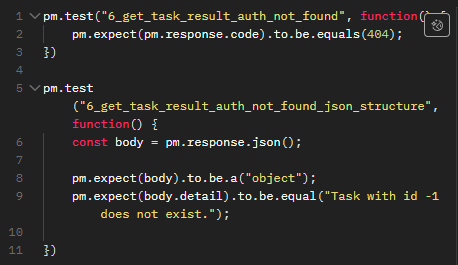 1 pm.test("6_get_task_result_auth_not_found", function() {
2 pm.expect(pm.response.code).to.be.equals(404);
3 })
4
5 pm.test
("6_get_task_result_auth_not_found_json_structure",
function() {
6 const body = pm.response.json();
7
8 pm.expect(body).to.be.a("object");
9 pm.expect(body.detail).to.be.equal("Task with id -1
does not exist.");
10
11 })